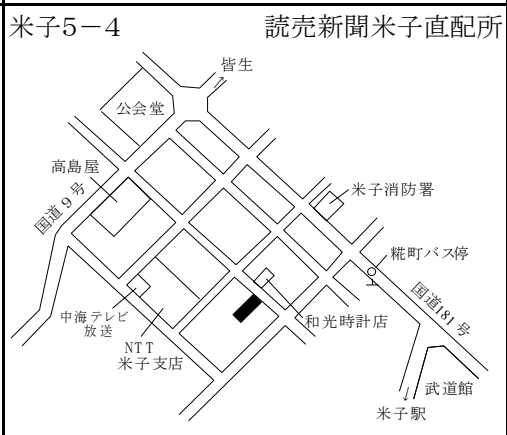 米子5－4 読売新聞米子直配所
皆生
公会堂
高島屋
国道9号
米子消防署
糀町バス停
国道181号
中海テレビ
放送
NTT
米子支店
和光時計店
武道館
米子駅